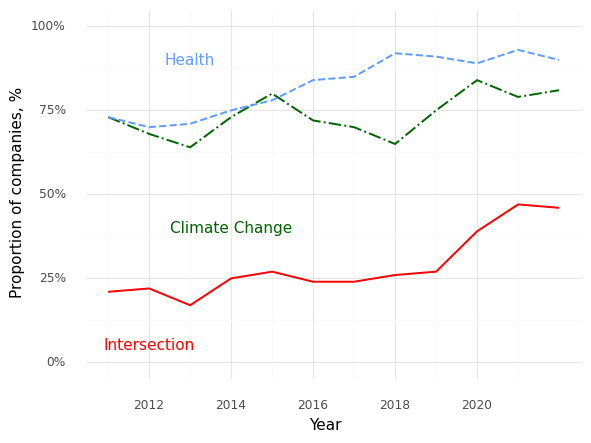 100%
Health
75%
50%
Climate Change
25%
Intersection
0%
Proportion of companies, %
2012 2014 2016 2018 2020
Year